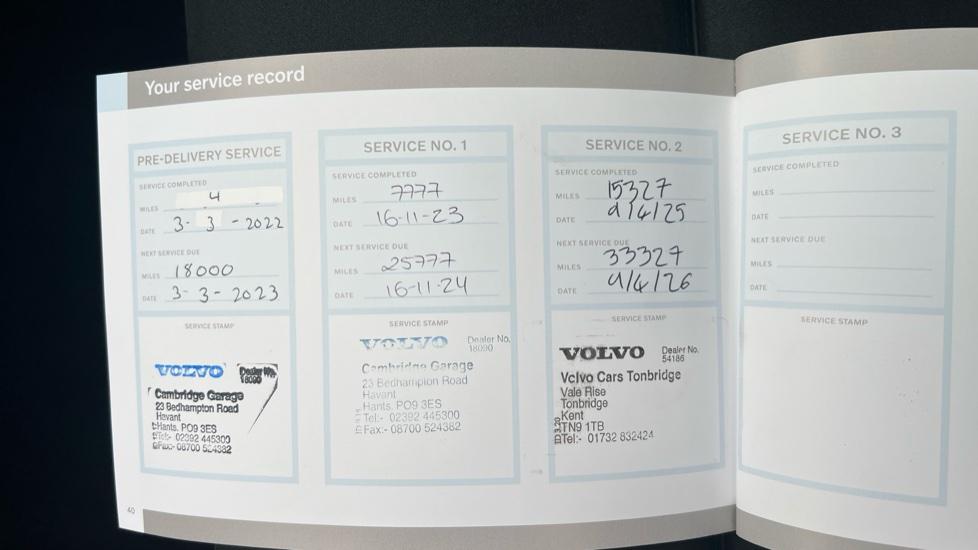 Your service record
PRE-DELIVERY SERVICE
SERVICE COMPLETED
MILES 4
DATE 3- 3 - 2022
NEXT SERVICE DUE
MILES 18000
DATE 3- 3- 2023
SERVICE STAMP
VOLVO Dealer No.
18090
Cambridge Garage
23 Bedhampton Road
Havant
Hants. PO9 3ES
Tel:- 02392 445300
Fax:- 08700 524382
SERVICE NO. 1
SERVICE COMPLETED
MILES 7777
DATE 16-11-23
NEXT SERVICE DUE
MILES 25777
DATE 16-11-24
SERVICE STAMP
VOLVO Dealer No.
18090
Cambridge Garage
23 Bedhampton Road
Havant
Hants. PO9 3ES
Tel:- 02392 445300
Fax:- 08700 524382
SERVICE NO. 2
SERVICE COMPLETED
MILES 15327
DATE 9/4/25
NEXT SERVICE DUE
MILES 33327
DATE 9/4/26
SERVICE STAMP
VOLVO Dealer No.
54186
Volvo Cars Tonbridge
Vale Rise
Tonbridge
Kent
TN9 1TB
Tel:- 01732 832424
SERVICE NO. 3
SERVICE COMPLETED
MILES
DATE
NEXT SERVICE DUE
MILES
DATE
SERVICE STAMP
40